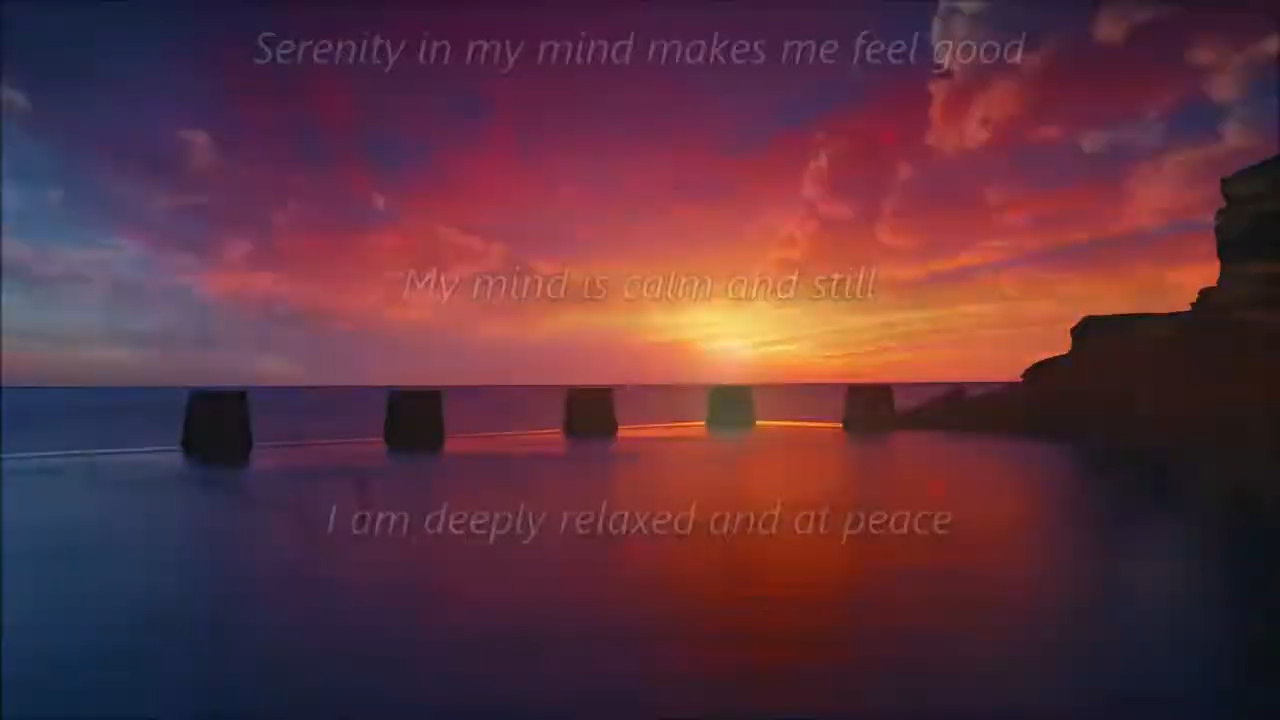 Serenity in my mind makes me feel good
My mind is calm and still
I am deeply relaxed and at peace